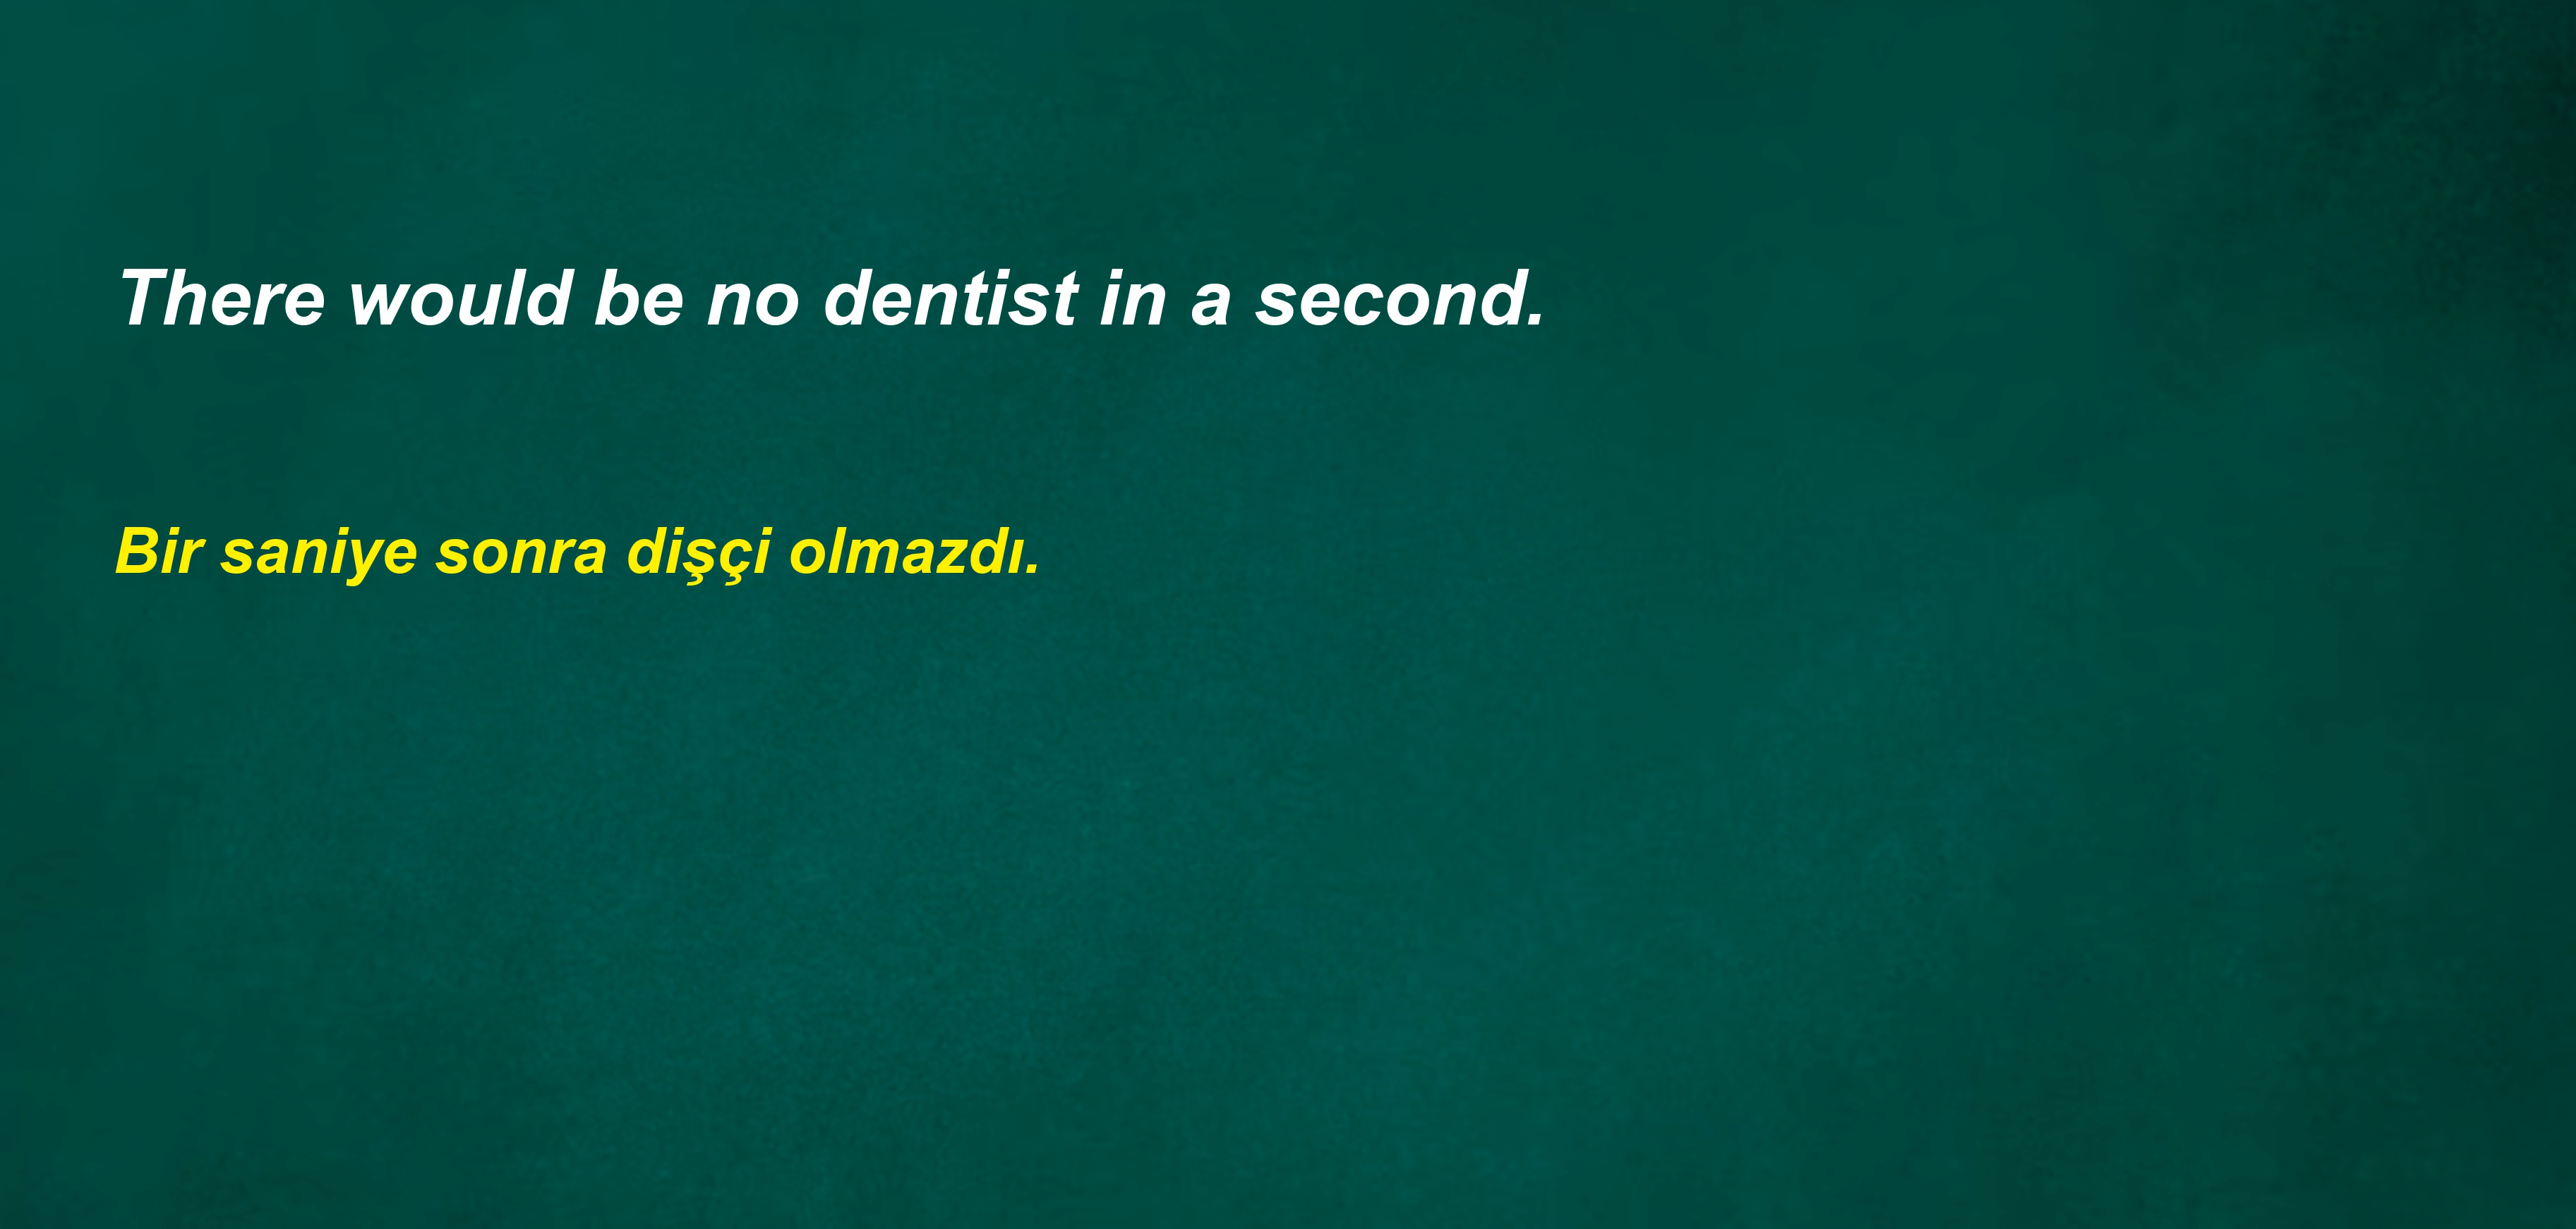 There would be no dentist in a second.
Bir saniye sonra dişçi olmazdı.